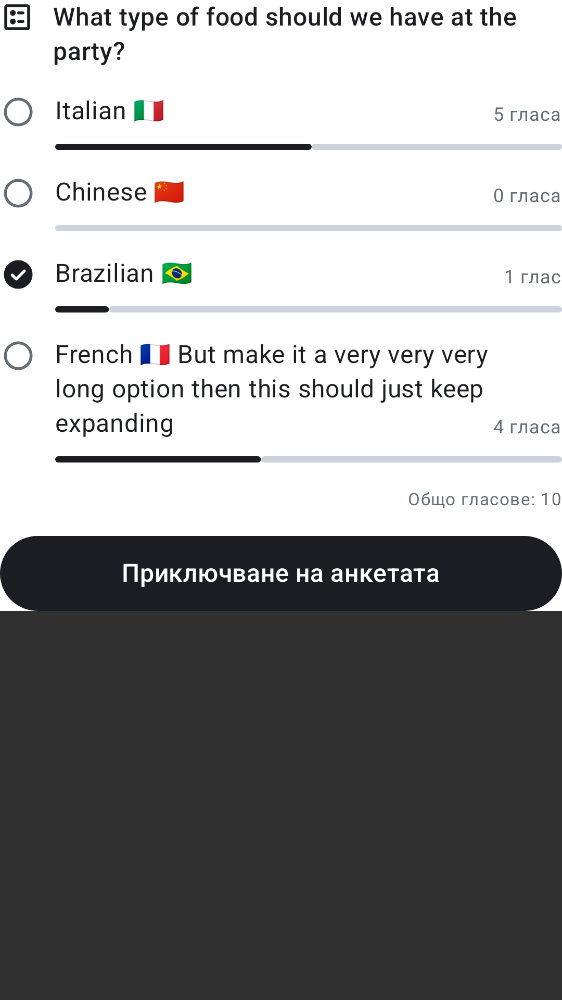 What type of food should we have at the
party?
Italian 🇮🇹
5 гласа
Chinese 🇨🇳
0 гласа
Brazilian 🇧🇷
1 глас
French 🇫🇷 But make it a very very very
long option then this should just keep
expanding
4 гласа
Общо гласове: 10
Приключване на анкетата